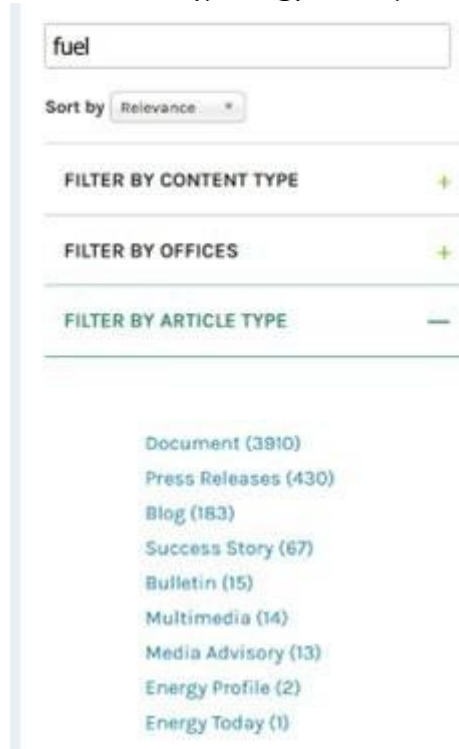 fuel
Sort by Relevance
FILTER BY CONTENT TYPE +
FILTER BY OFFICES +
FILTER BY ARTICLE TYPE —
Document (3910)
Press Releases (430)
Blog (183)
Success Story (67)
Bulletin (15)
Multimedia (14)
Media Advisory (13)
Energy Profile (2)
Energy Today (1)